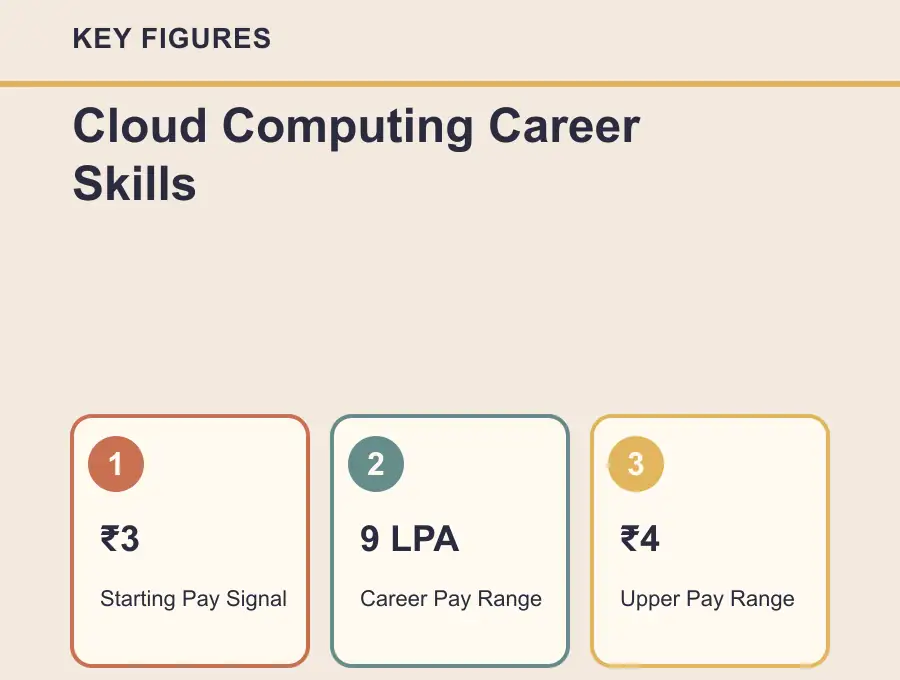 KEY FIGURES
Cloud Computing Career
Skills
1
₹3
Starting Pay Signal
2
9 LPA
Career Pay Range
3
₹4
Upper Pay Range